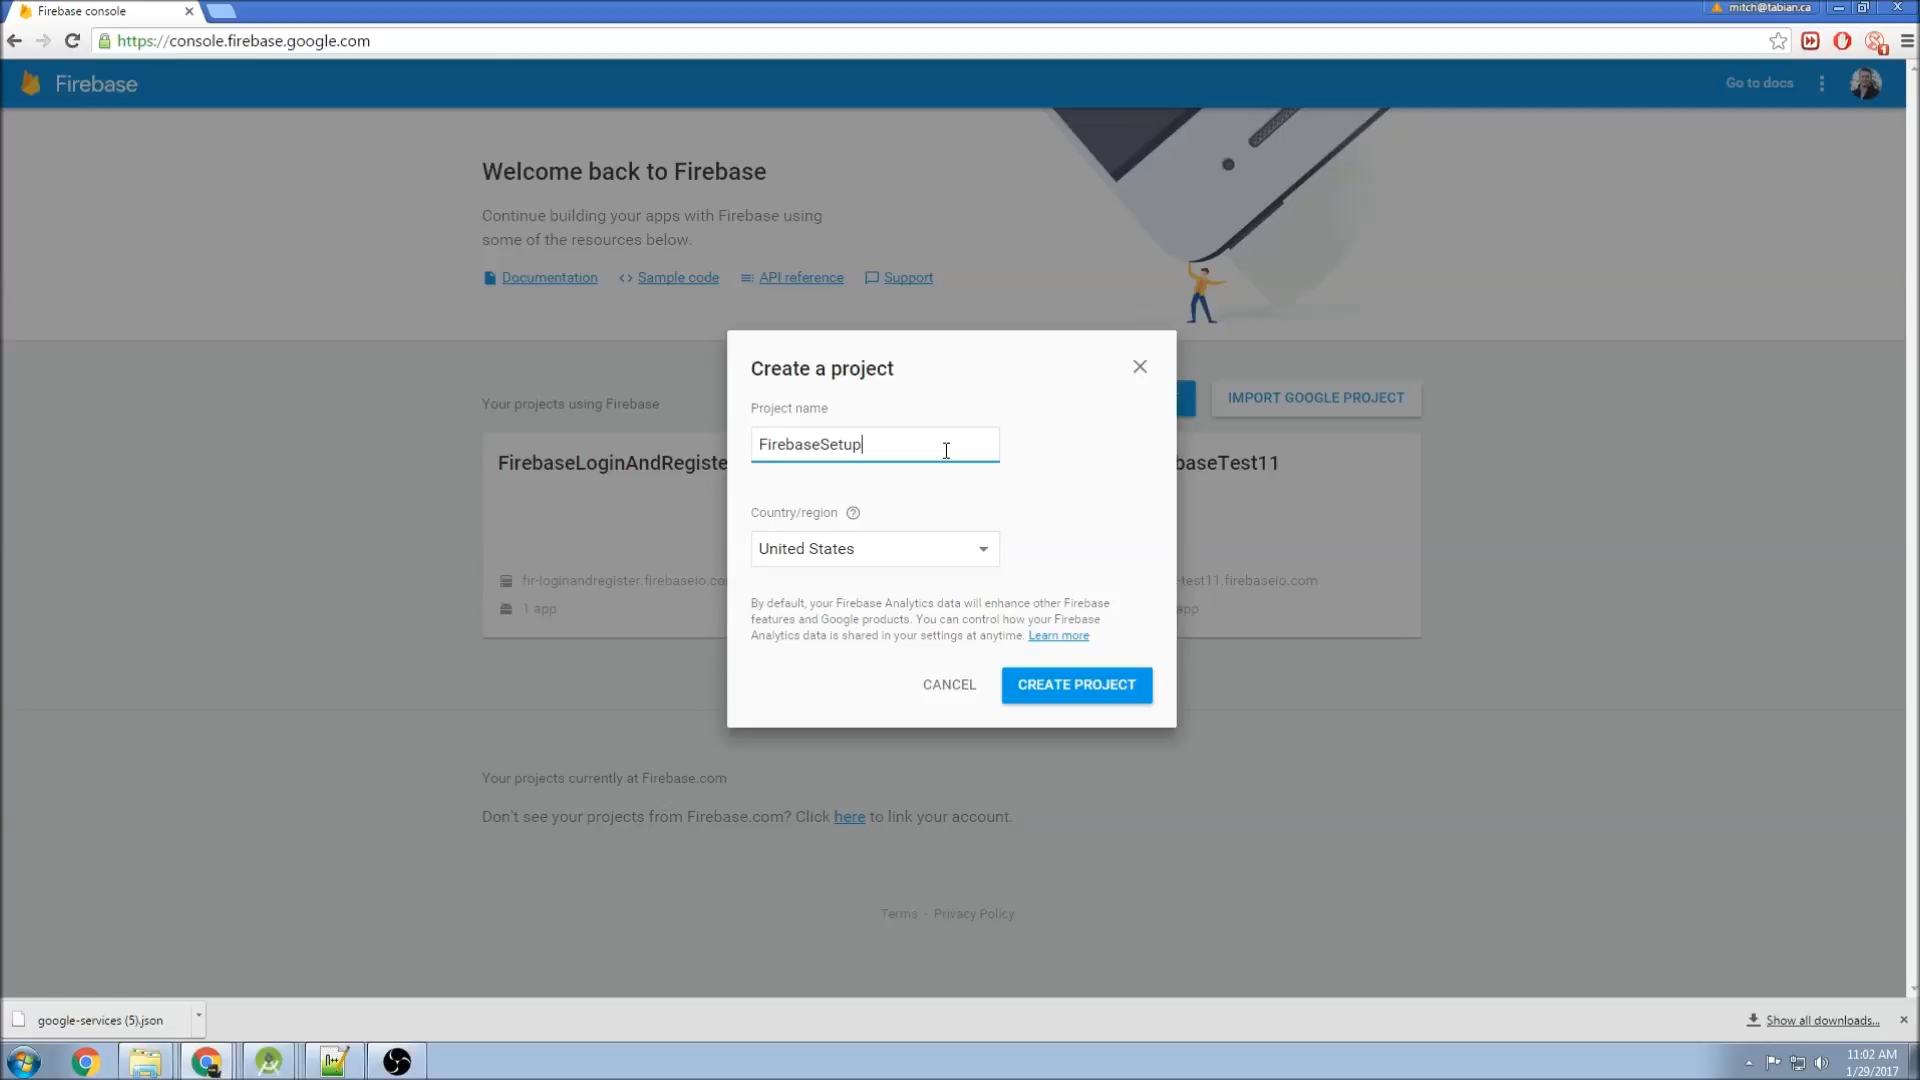 Firebase console
mitch@tabian.ca
https://console.firebase.google.com
Firebase
Go to docs
Welcome back to Firebase
Continue building your apps with Firebase using
some of the resources below.
Documentation
Sample code
API reference
Support
Create a project
Project name
FirebaseSetup
Your projects using Firebase
IMPORT GOOGLE PROJECT
FirebaseLoginAndRegiste
baseTest11
Country/region
United States
fir-loginandregister.firebaseio.co
-test11.firebaseio.com
1 app
app
By default, your Firebase Analytics data will enhance other Firebase
features and Google products. You can control how your Firebase
Analytics data is shared in your settings at anytime. Learn more
CANCEL
CREATE PROJECT
Your projects currently at Firebase.com
Don't see your projects from Firebase.com? Click here to link your account.
Terms - Privacy Policy
google-services (5).json
Show all downloads...
11:02 AM
1/29/2017